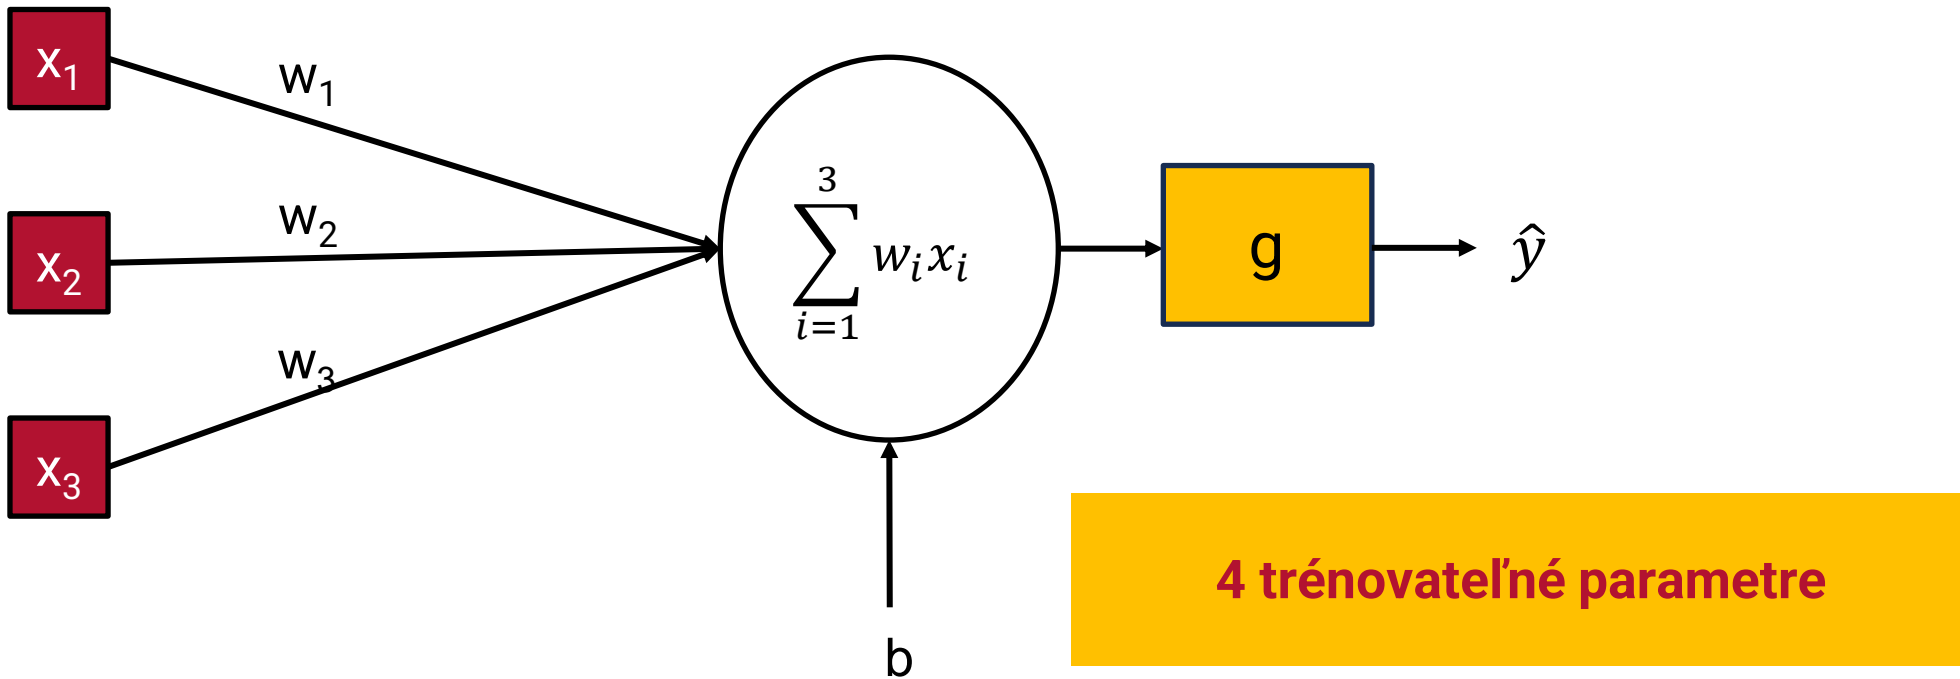 x₁
w₁
x₂
w₂
x₃
w₃
∑_{i=1}^{3} wᵢxᵢ
b
g
ŷ
4 trénovateľné parametre